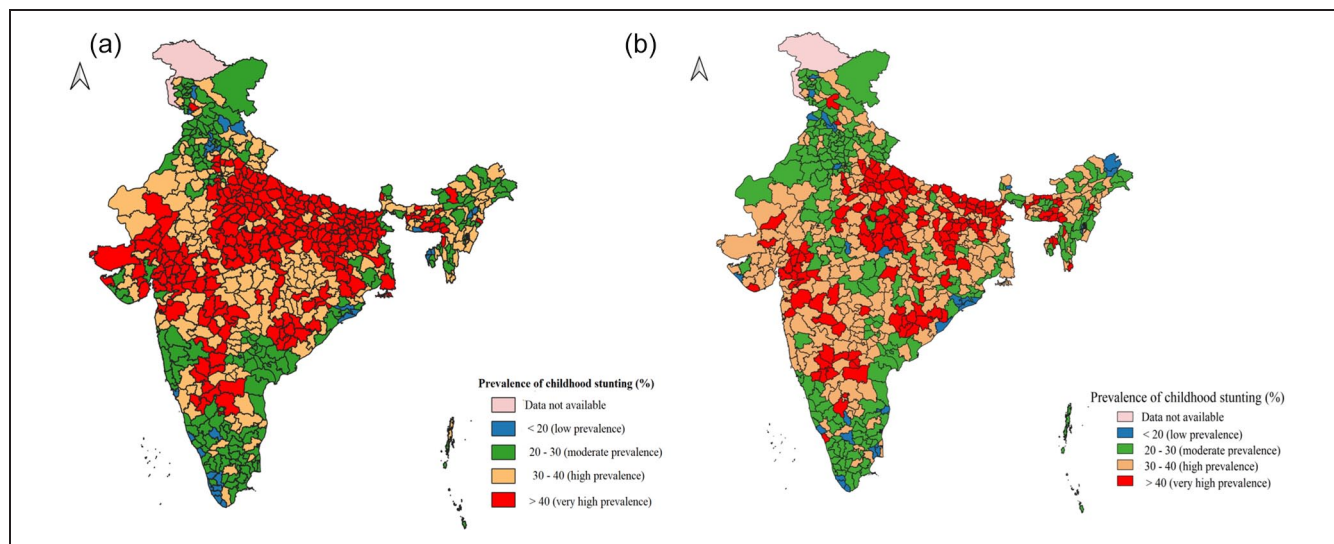 (a)
(b)
Prevalence of childhood stunting (%)
Data not available
< 20 (low prevalence)
20 - 30 (moderate prevalence)
30 - 40 (high prevalence)
> 40 (very high prevalence)
Prevalence of childhood stunting (%)
Data not available
< 20 (low prevalence)
20 - 30 (moderate prevalence)
30 - 40 (high prevalence)
> 40 (very high prevalence)